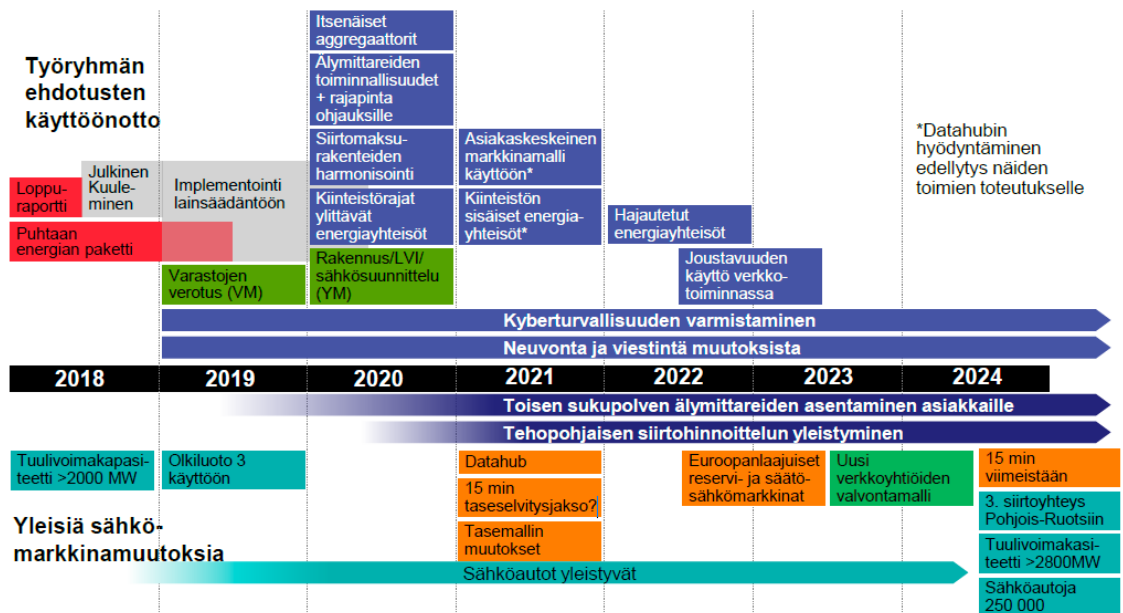 Työryhmän
ehdotusten
käyttöönotto
Itsenäiset
aggregaattorit
Älymittareiden
toiminnallisuudet
+ rajapinta
ohjauksille
Siirtomaksu-
rakenteiden
harmonisointi
Asiakaskeskeinen
markkinamalli
käyttöön*
*Datahubin
hyödyntäminen
edellytys näiden
toimien toteutukselle
Loppu-
raportti
Julkinen
Kuule-
minen
Implementointi
lainsäädäntöön
Kiinteistörajat
ylittävät
energiayhteisöt
Kiinteistön
sisäiset energia-
yhteisöt*
Hajautetut
energiayhteisöt
Puhtaan
energian paketti
Varastojen
verotus (VM)
Rakennus/LVI/
sähkösuunnittelu
(YM)
Joustavuuden
käyttö verkko-
toiminnassa
Kyberturvallisuuden varmistaminen
Neuvonta ja viestintä muutoksista
2018 2019 2020 2021 2022 2023 2024
Toisen sukupolven älymittareiden asentaminen asiakkaille
Tehopohjaisen siirtohinnoittelun yleistyminen
Tuulivoimakapasi-
teetti >2000 MW
Olkiluoto 3
käyttöön
Datahub
15 min
taseselvitysjakso?
Tasemallin
muutokset
Euroopanlaajuiset
reservi- ja säätö-
sähkömarkkinat
Uusi
verkkoyhtiöiden
valvontamalli
15 min
viimeistään
3. siirtoyhteys
Pohjois-Ruotsiin
Tuulivoimakasi-
teetti >2800MW
Sähköautoja
250 000
Yleisiä sähkö-
markkinamuutoksia
Sähköautot yleistyvät